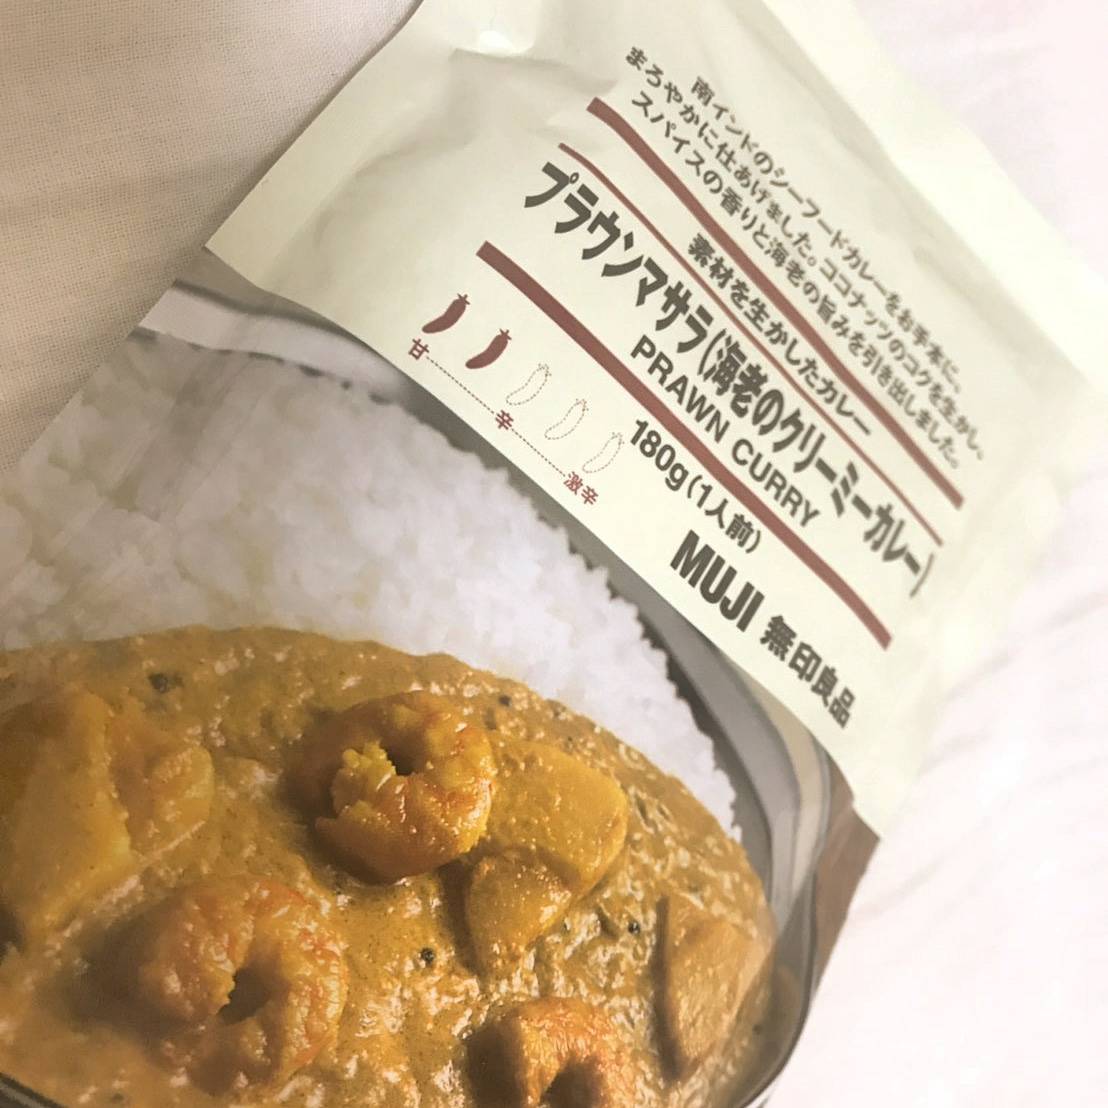 南インドのシーフードカレーをお手本に、
まろやかに仕あげました。ココナッツのコクを生かし、
スパイスの香りと海老の旨みを引き出しました。
素材を生かしたカレー
プラウンマサラ(海老のクリーミーカレー)
PRAWN CURRY
180g(1人前)
甘 辛 激辛
MUJI 無印良品